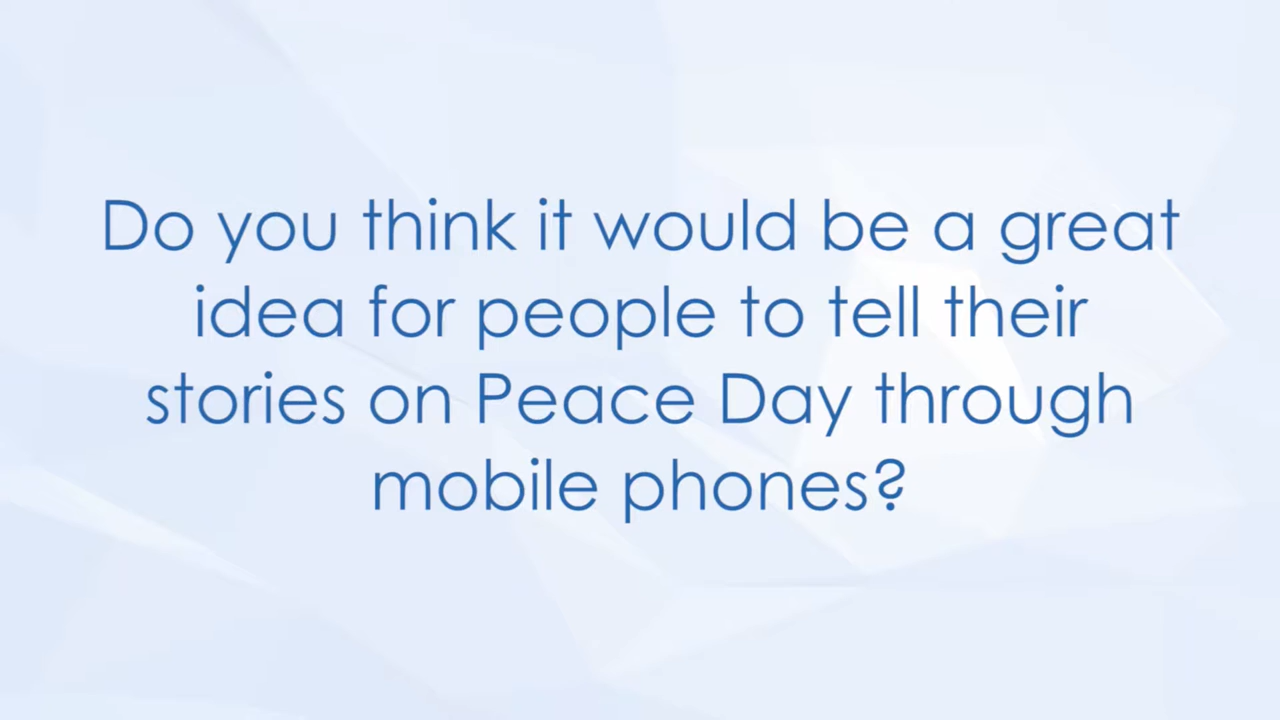 Do you think it would be a great
idea for people to tell their
stories on Peace Day through
mobile phones?